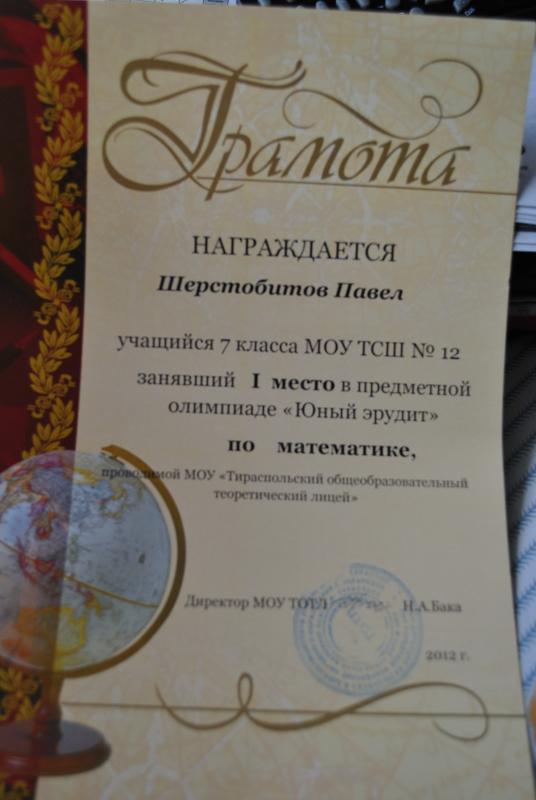 Грамота
НАГРАЖДАЕТСЯ
Шерстобитов Павел
учащийся 7 класса МОУ ТСШ № 12
занявший I место в предметной
олимпиаде «Юный эрудит»
по математике,
проводимой МОУ «Тираспольский общеобразовательный
теоретический лицей»
Директор МОУ ТОТЛ Н.А.Бака
2012 г.